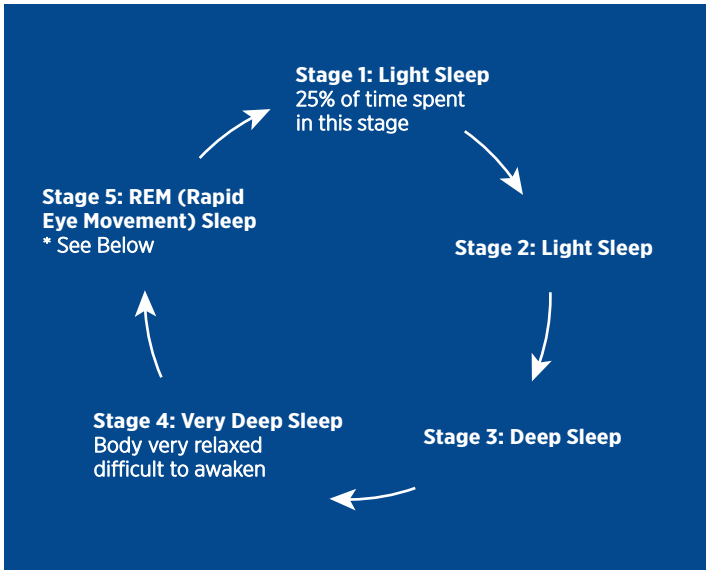 Stage 1: Light Sleep
25% of time spent
in this stage
Stage 2: Light Sleep
Stage 3: Deep Sleep
Stage 4: Very Deep Sleep
Body very relaxed
difficult to awaken
Stage 5: REM (Rapid
Eye Movement) Sleep
* See Below